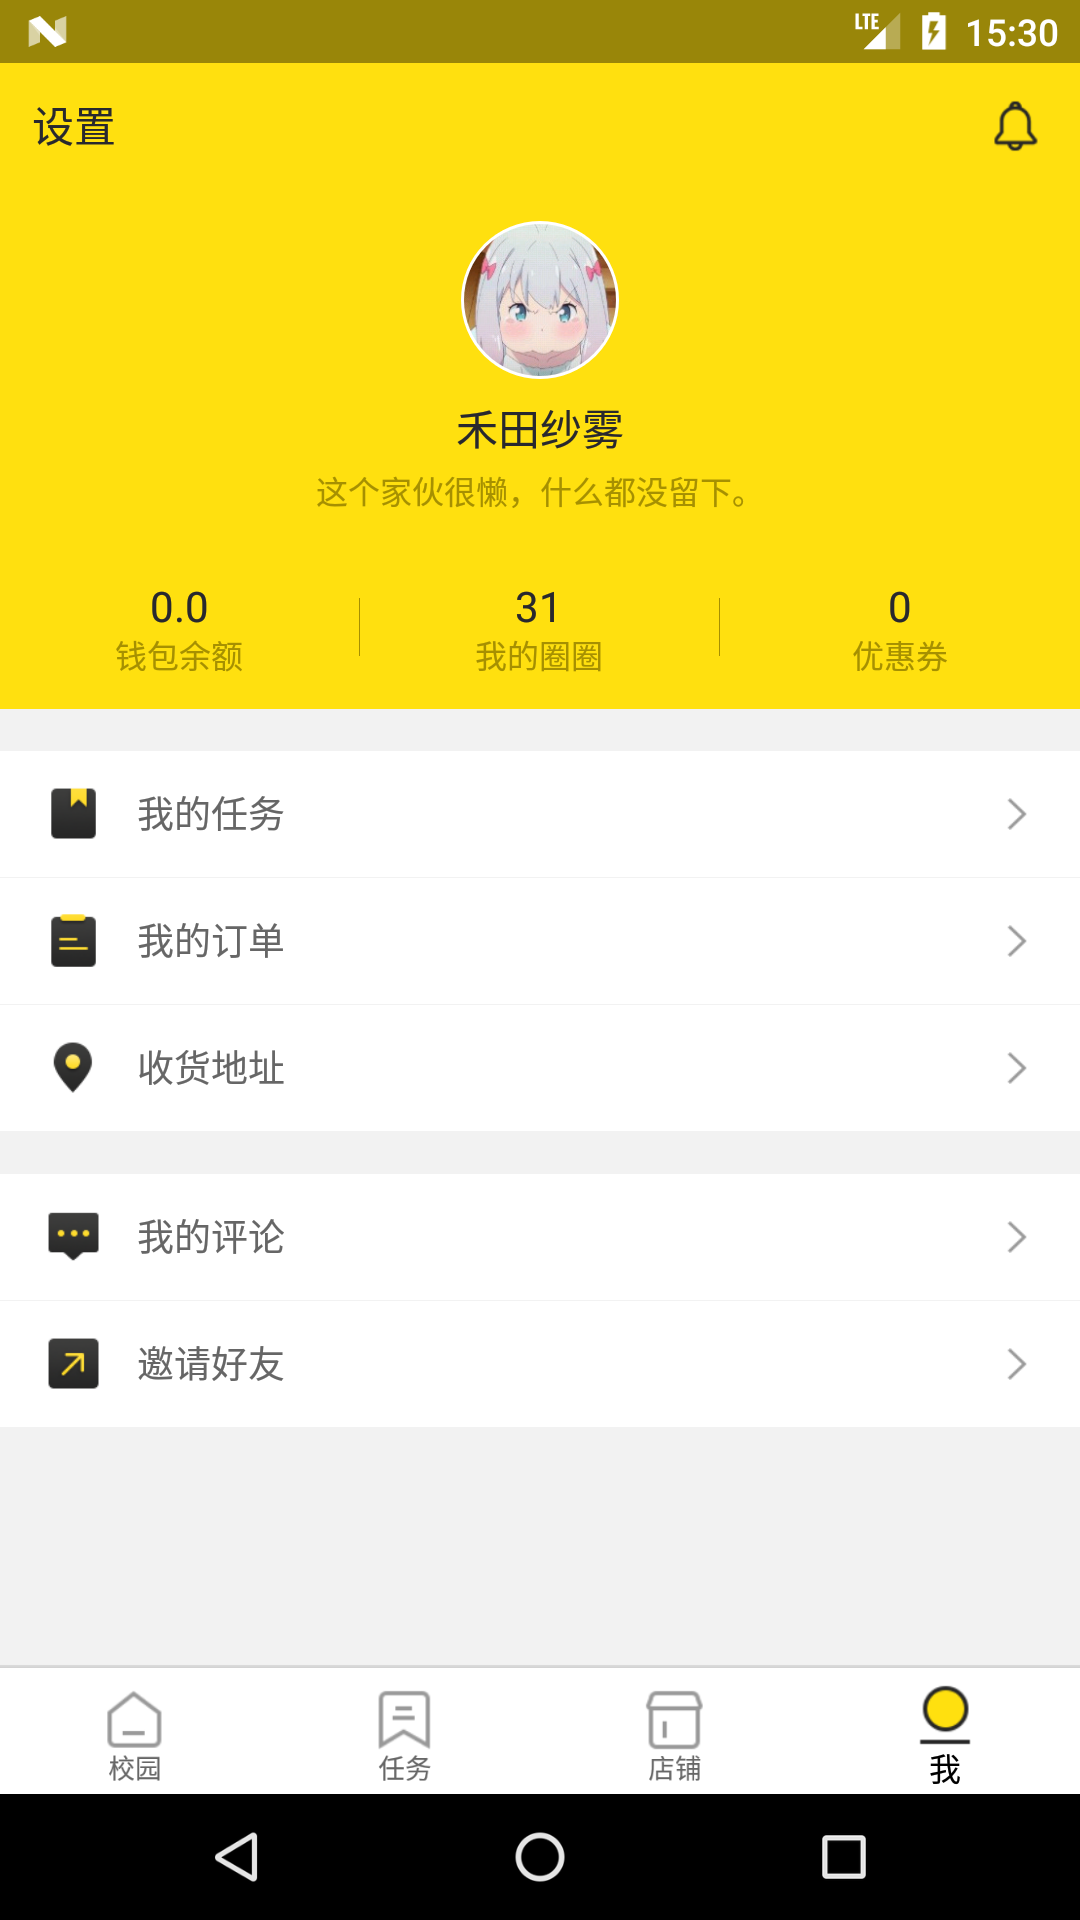 LTE 15:30
设置
禾田纱雾
这个家伙很懒，什么都没留下。
0.0 31 0
钱包余额 我的圈圈 优惠券
我的任务
我的订单
收货地址
我的评论
邀请好友
校园 任务 店铺 我